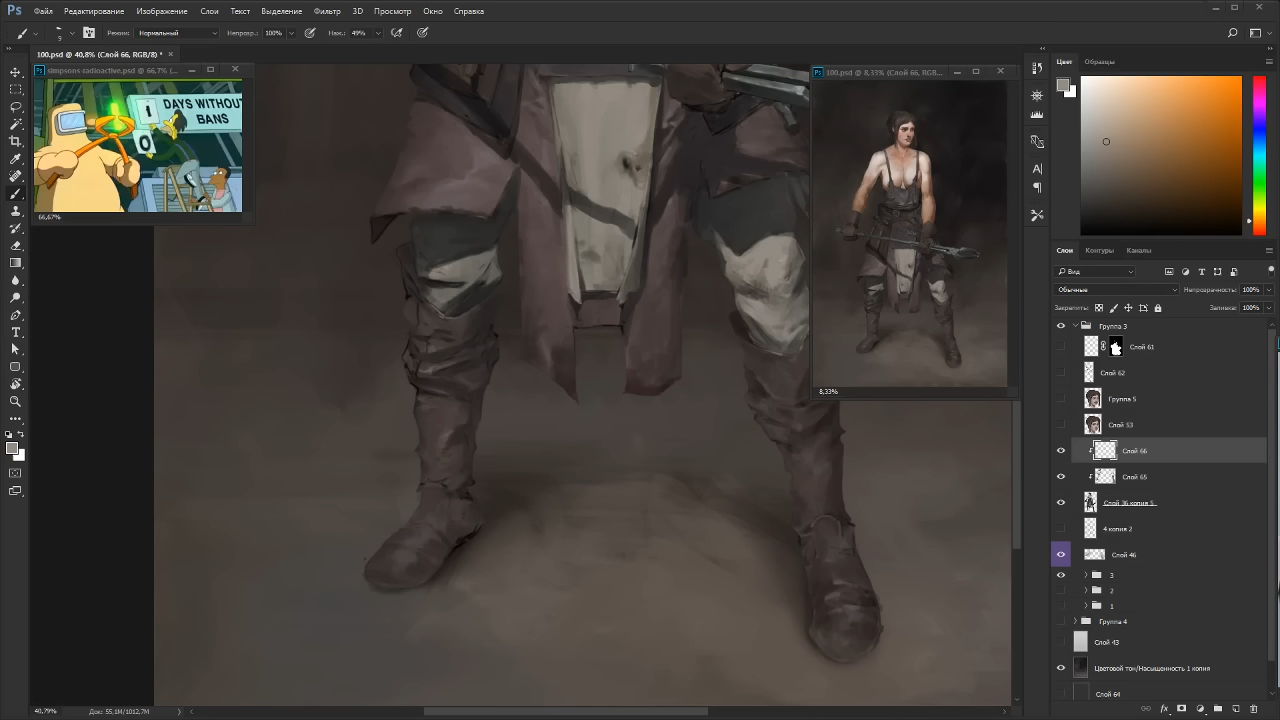 Ps Файл Редактирование Изображение Слои Текст Выделение Фильтр 3D Просмотр Окно Справка
3 Режим: Нормальный Непрозр.: 100% Наж.: 49%
100.psd @ 40,8% (Слой 66, RGB/8) *
simpsons-radioactive.psd @ 66,7% (...
1 DAYS WITHOUT
BANS
0
66,67%
100.psd @ 8,33% (Слой 66, RGB...
8,33%
Цвет Образцы
Слои Контуры Каналы
Вид
Обычные Непрозрачность: 100%
Закрепить: Заливка: 100%
Группа 3
Слой 61
Слой 62
Группа 5
Слой 53
Слой 66
Слой 65
Слой 36 копия 5
4 копия 2
Слой 46
3
2
1
Группа 4
Слой 43
Цветовой тон/Насыщенность 1 копия
Слой 64
40,79% Док: 55,1M/1012,7M